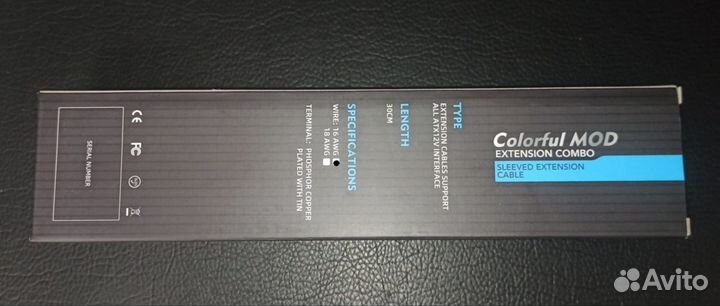 Colorful MOD
EXTENSION COMBO
SLEEVED EXTENSION
CABLE
TYPE
EXTENSION CABLES SUPPORT
ALL ATX12V INTERFACE
LENGTH
30CM
SPECIFICATIONS
WIRE: 16 AWG
18 AWG
TERMINAL: PHOSPHOR COPPER
PLATED WITH TIN
CE FC
SERIAL NUMBER
Avito